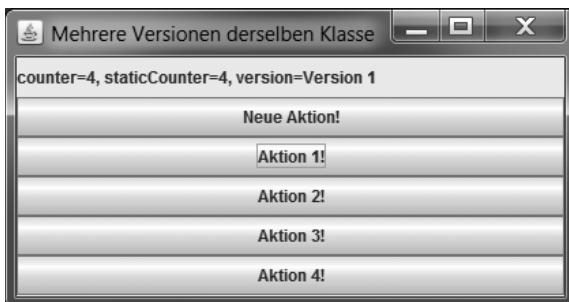 Mehrere Versionen derselben Klasse
counter=4, staticCounter=4, version=Version 1
Neue Aktion!
Aktion 1!
Aktion 2!
Aktion 3!
Aktion 4!